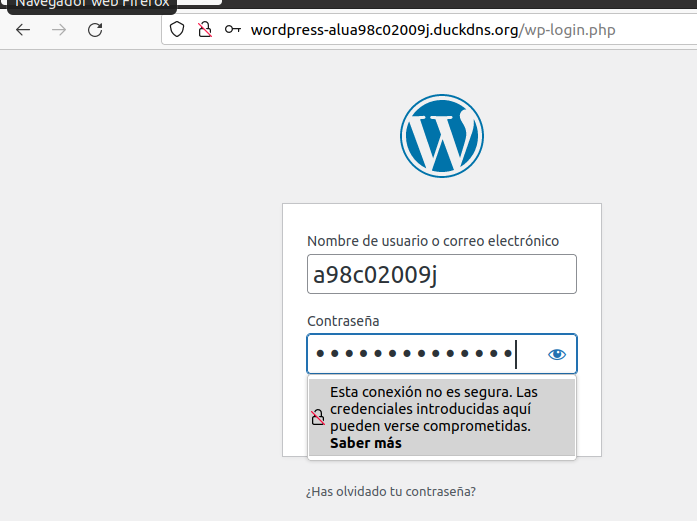 Navegador web Firefox
wordpress-alua98c02009j.duckdns.org/wp-login.php
Nombre de usuario o correo electrónico
a98c02009j
Contraseña
●●●●●●●●●●●●●●
Esta conexión no es segura. Las
credenciales introducidas aquí
pueden verse comprometidas.
Saber más
¿Has olvidado tu contraseña?